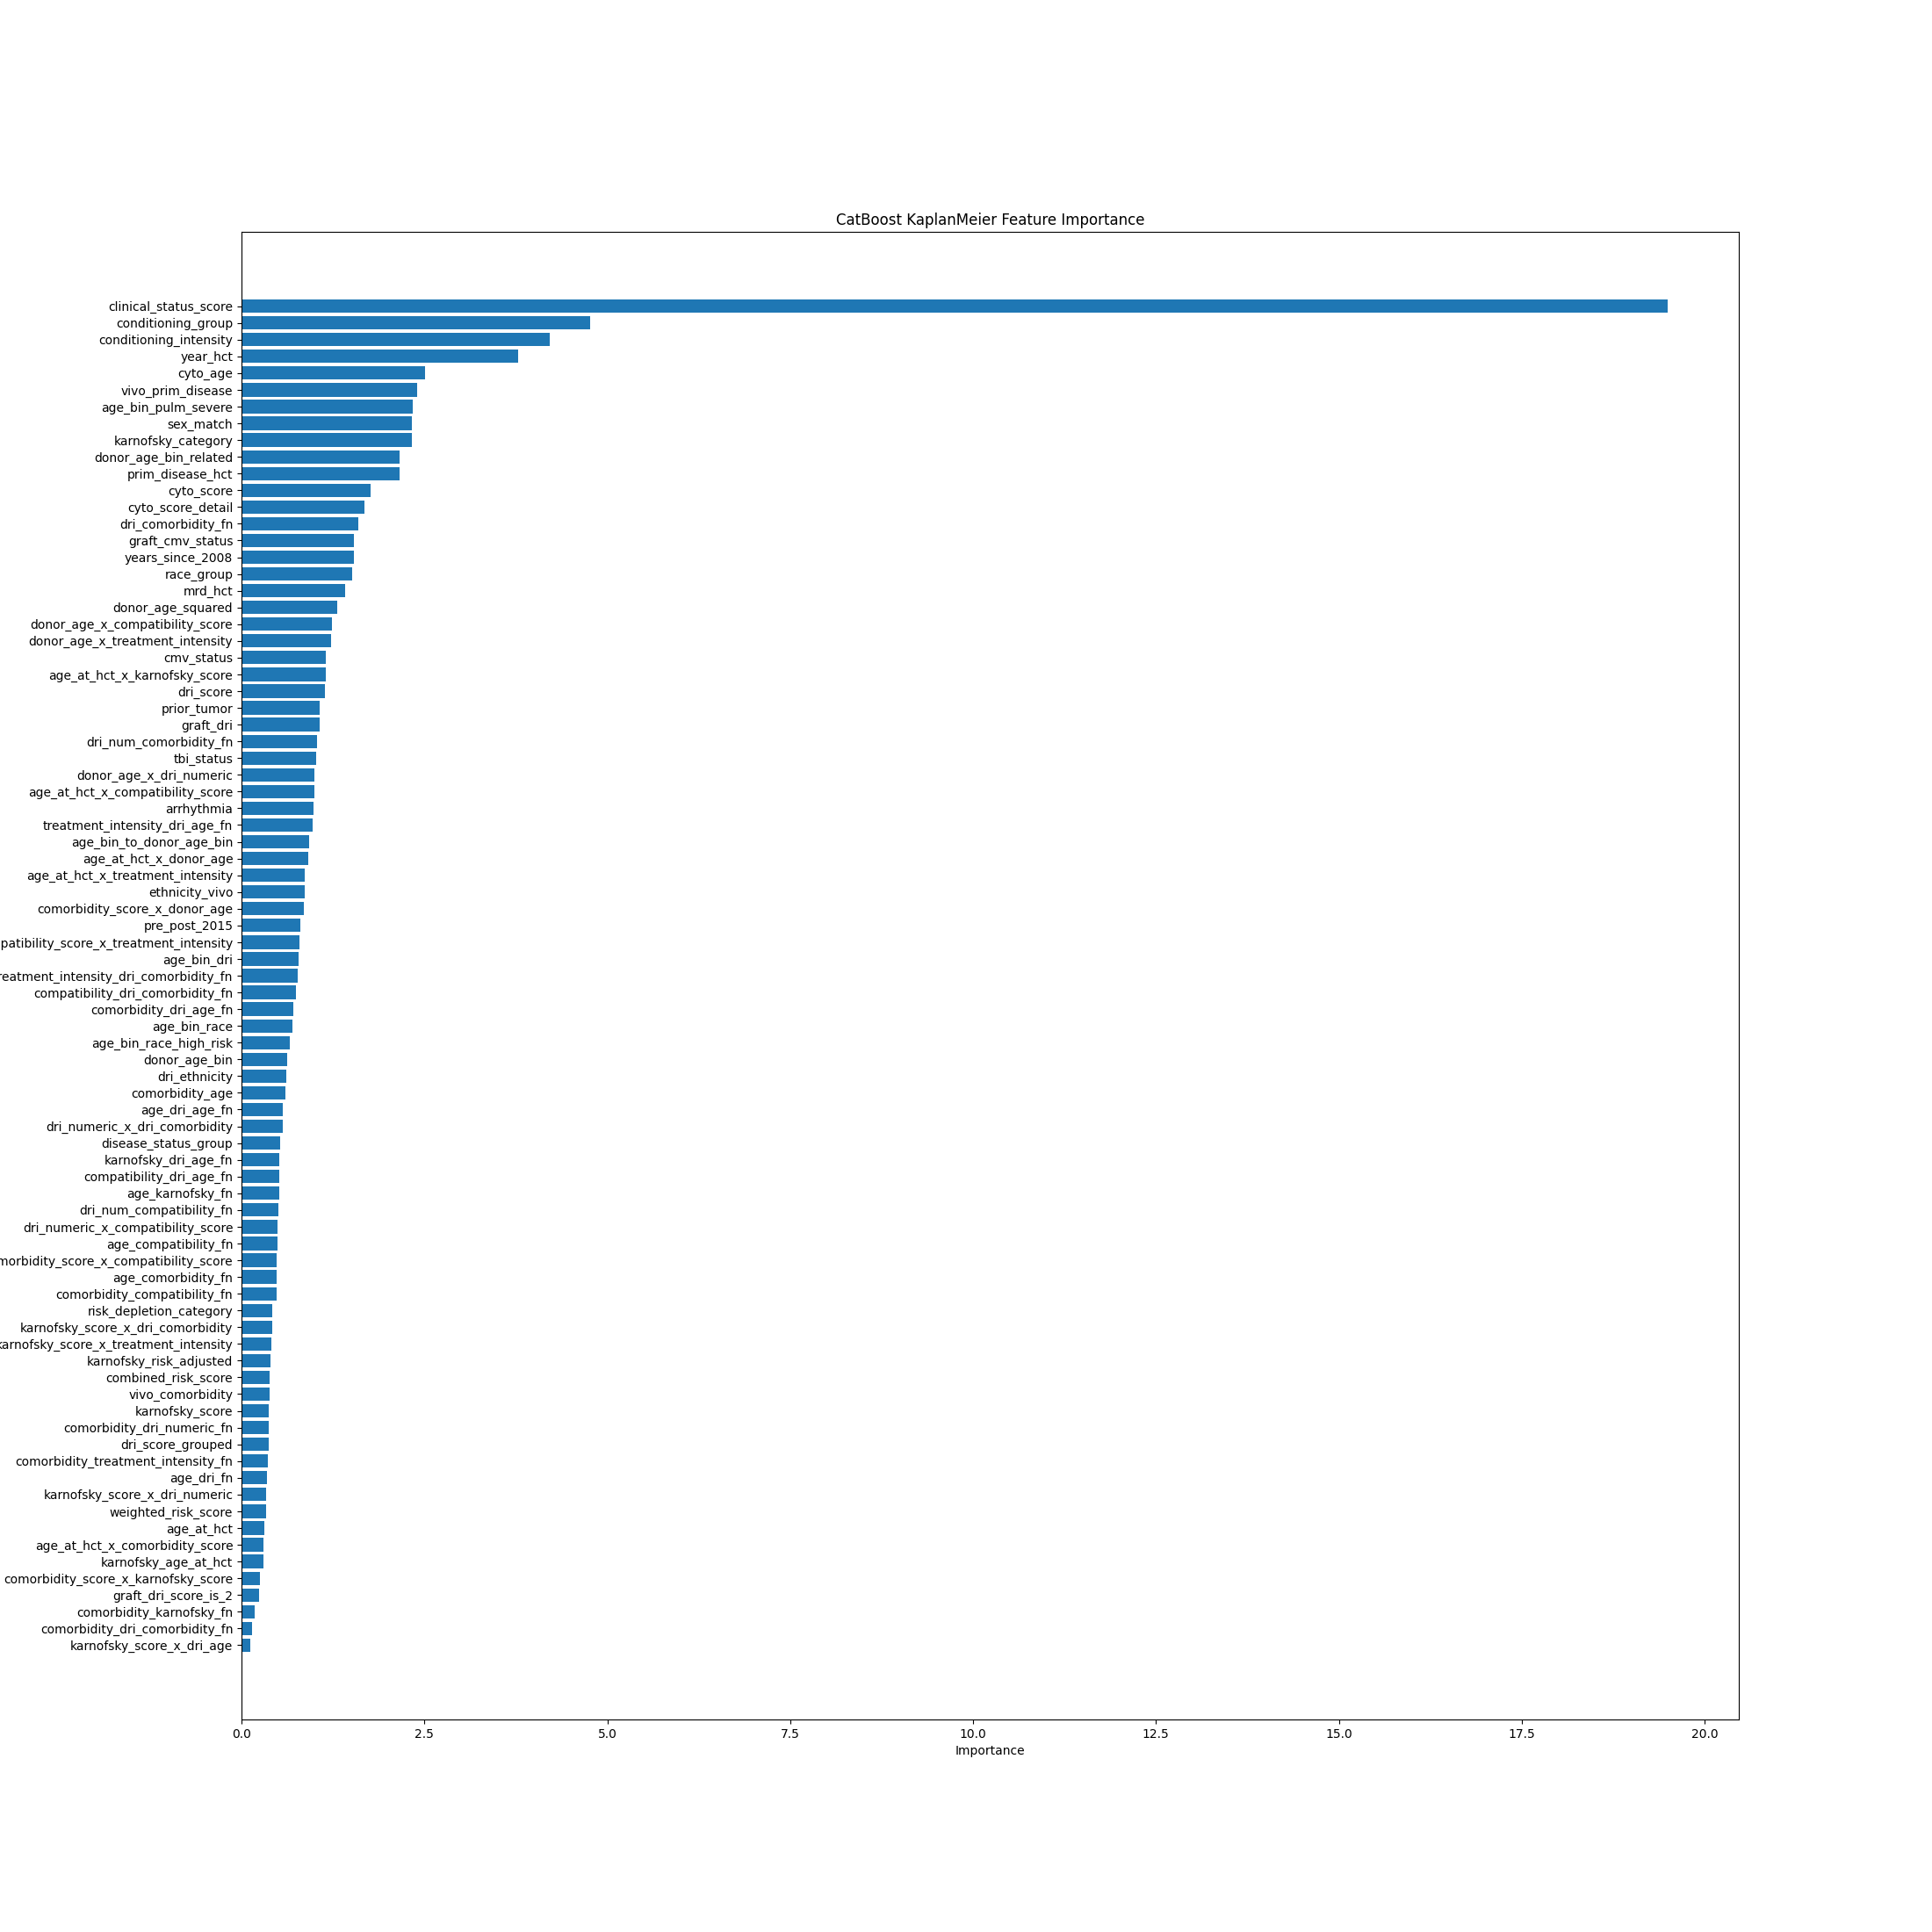 CatBoost KaplanMeier Feature Importance
clinical_status_score
conditioning_group
conditioning_intensity
year_hct
cyto_age
vivo_prim_disease
age_bin_pulm_severe
sex_match
karnofsky_category
donor_age_bin_related
prim_disease_hct
cyto_score
cyto_score_detail
dri_comorbidity_fn
graft_cmv_status
years_since_2008
race_group
mrd_hct
donor_age_squared
donor_age_x_compatibility_score
donor_age_x_treatment_intensity
cmv_status
age_at_hct_x_karnofsky_score
dri_score
prior_tumor
graft_dri
dri_num_comorbidity_fn
tbi_status
donor_age_x_dri_numeric
age_at_hct_x_compatibility_score
arrhythmia
treatment_intensity_dri_age_fn
age_bin_to_donor_age_bin
age_at_hct_x_donor_age
age_at_hct_x_treatment_intensity
ethnicity_vivo
comorbidity_score_x_donor_age
pre_post_2015
patibility_score_x_treatment_intensity
age_bin_dri
reatment_intensity_dri_comorbidity_fn
compatibility_dri_comorbidity_fn
comorbidity_dri_age_fn
age_bin_race
age_bin_race_high_risk
donor_age_bin
dri_ethnicity
comorbidity_age
age_dri_age_fn
dri_numeric_x_dri_comorbidity
disease_status_group
karnofsky_dri_age_fn
compatibility_dri_age_fn
age_karnofsky_fn
dri_num_compatibility_fn
dri_numeric_x_compatibility_score
age_compatibility_fn
morbidity_score_x_compatibility_score
age_comorbidity_fn
comorbidity_compatibility_fn
risk_depletion_category
karnofsky_score_x_dri_comorbidity
karnofsky_score_x_treatment_intensity
karnofsky_risk_adjusted
combined_risk_score
vivo_comorbidity
karnofsky_score
comorbidity_dri_numeric_fn
dri_score_grouped
comorbidity_treatment_intensity_fn
age_dri_fn
karnofsky_score_x_dri_numeric
weighted_risk_score
age_at_hct
age_at_hct_x_comorbidity_score
karnofsky_age_at_hct
comorbidity_score_x_karnofsky_score
graft_dri_score_is_2
comorbidity_karnofsky_fn
comorbidity_dri_comorbidity_fn
karnofsky_score_x_dri_age
0.0 2.5 5.0 7.5 10.0 12.5 15.0 17.5 20.0
Importance